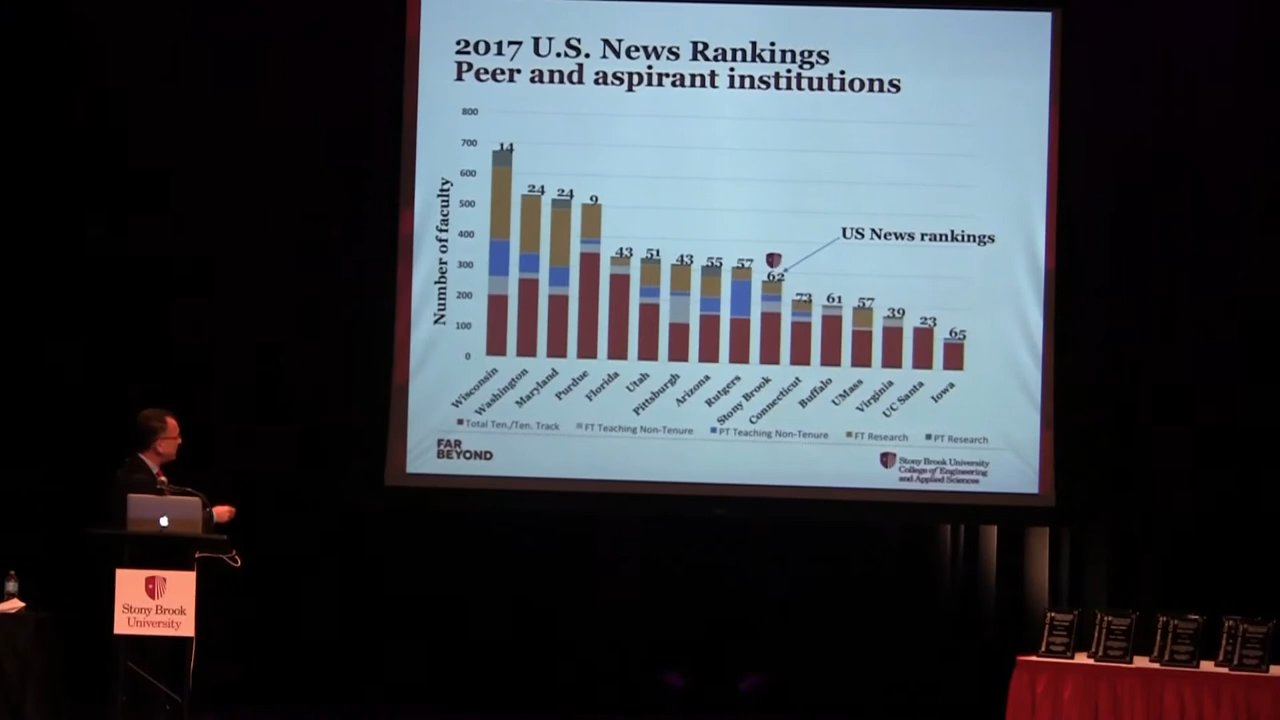 2017 U.S. News Rankings
Peer and aspirant institutions
Number of faculty
800
700
600
500
400
300
200
100
0
14
24
24
9
43
51
43
55
57
62
73
61
57
39
23
65
US News rankings
Wisconsin
Washington
Maryland
Purdue
Florida
Utah
Pittsburgh
Arizona
Rutgers
Stony Brook
Connecticut
Buffalo
UMass
Virginia
UC Santa
Iowa
Total Ten./Ten. Track
FT Teaching Non-Tenure
PT Teaching Non-Tenure
FT Research
PT Research
FAR
BEYOND
Stony Brook University
College of Engineering
and Applied Sciences
Stony Brook
University